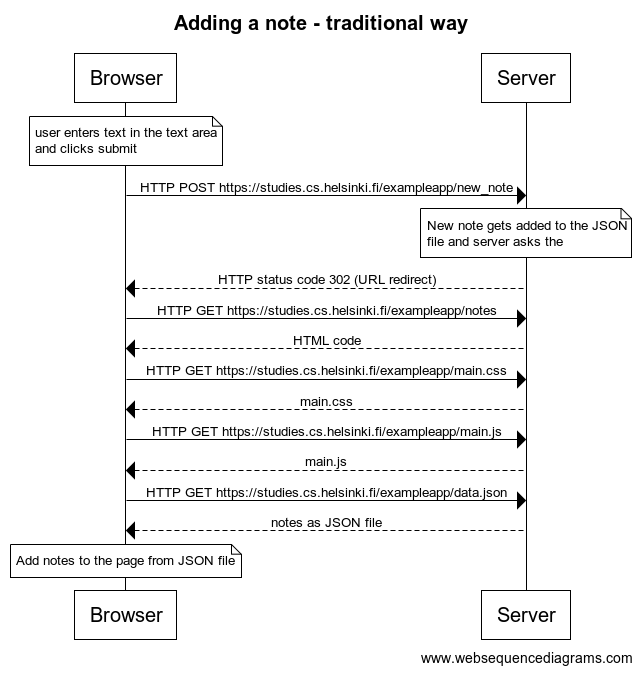 Adding a note - traditional way
Browser
Server
user enters text in the text area
and clicks submit
HTTP POST https://studies.cs.helsinki.fi/exampleapp/new_note
New note gets added to the JSON
file and server asks the
HTTP status code 302 (URL redirect)
HTTP GET https://studies.cs.helsinki.fi/exampleapp/notes
HTML code
HTTP GET https://studies.cs.helsinki.fi/exampleapp/main.css
main.css
HTTP GET https://studies.cs.helsinki.fi/exampleapp/main.js
main.js
HTTP GET https://studies.cs.helsinki.fi/exampleapp/data.json
notes as JSON file
Add notes to the page from JSON file
Browser
Server
www.websequencediagrams.com